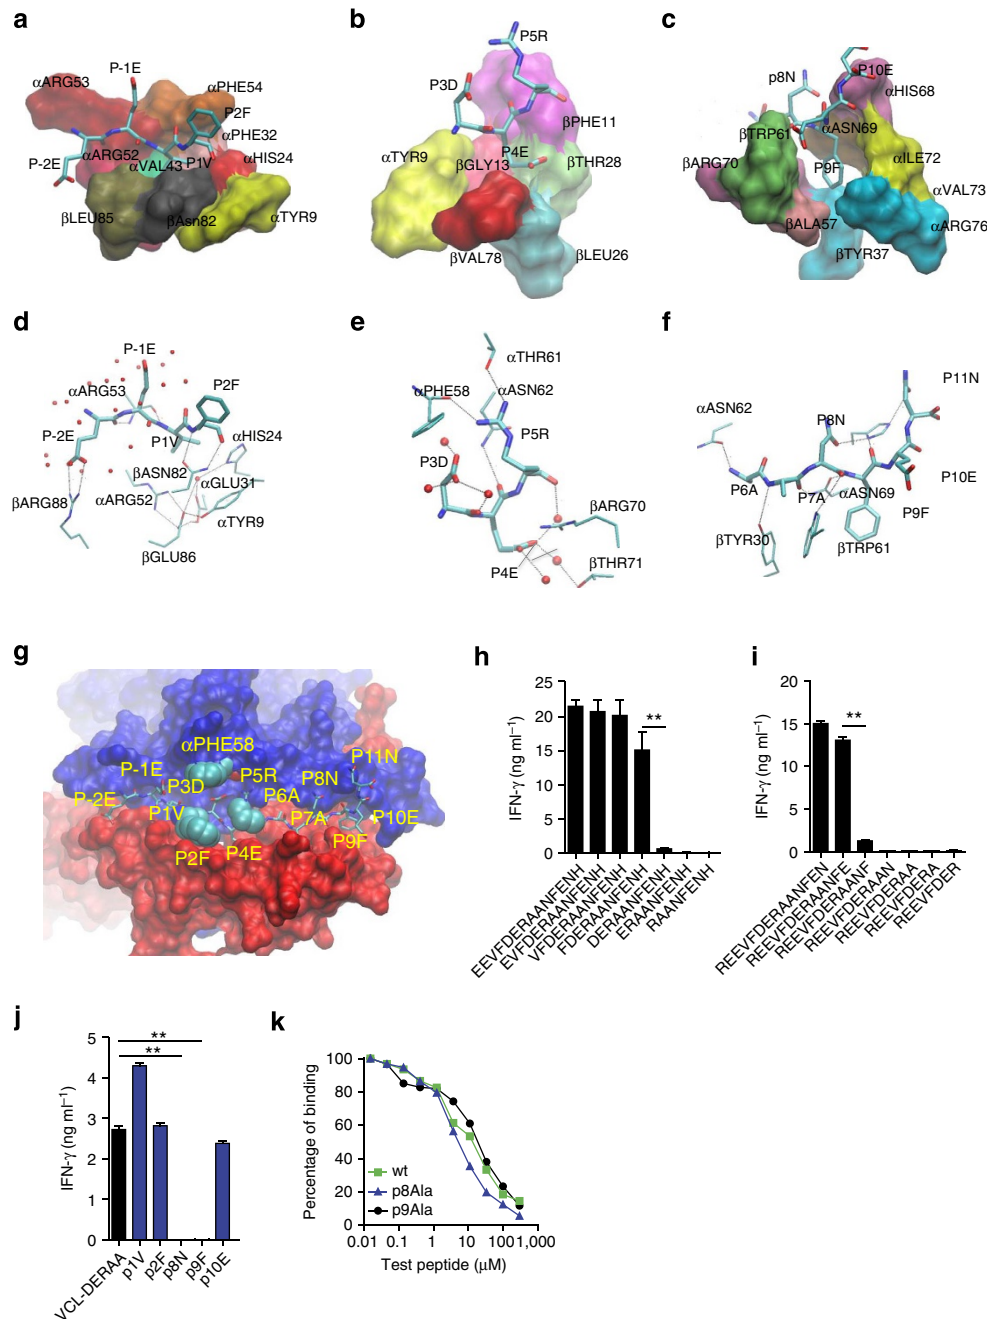 a
P-1E
αARG53
αPHE54
P2F
αPHE32
αARG52
αVAL43
P1V
αHIS24
P-2E
βLEU85
βAsn82
αTYR9
b
P5R
P3D
βPHE11
αTYR9
P4E
βGLY13
βTHR28
βVAL78
βLEU26
c
p8N
P10E
αHIS68
βTRP61
αASN69
βARG70
P9F
αILE72
αVAL73
βALA57
αARG76
βTYR37
d
P-1E
αARG53
P2F
P-2E
P1V
αHIS24
βASN82
αGLU31
βARG88
αARG52
αTYR9
βGLU86
e
αTHR61
αPHE58
αASN62
P5R
P3D
βARG70
P4E
βTHR71
f
P11N
αASN62
P8N
P6A
P7A
αASN69
P10E
P9F
βTYR30
βTRP61
g
αPHE58
P11N
P-1E
P3D
P5R
P8N
P-2E
P6A
P1V
P7A
P10E
P2F
P4E
P9F
h
IFN-γ (ng ml⁻¹)
25
20
15
10
5
0
**
EEVFDERAANFENH
EVFDERAANFENH
VFDERAANFENH
FDERAANFENH
DERAANFENH
ERAANFENH
RAANFENH
i
IFN-γ (ng ml⁻¹)
20
15
10
5
0
**
REEVFDERAANFEN
REEVFDERAANFE
REEVFDERAANF
REEVFDERAAN
REEVFDERAA
REEVFDERA
REEVFDER
j
IFN-γ (ng ml⁻¹)
5
4
3
2
1
0
**
**
VCL-DERAA
p1V
p2F
p8N
p9F
p10E
k
Percentage of binding
100
80
60
40
20
0
wt
p8Ala
p9Ala
0.01
0.1
1
10
100
1,000
Test peptide (μM)